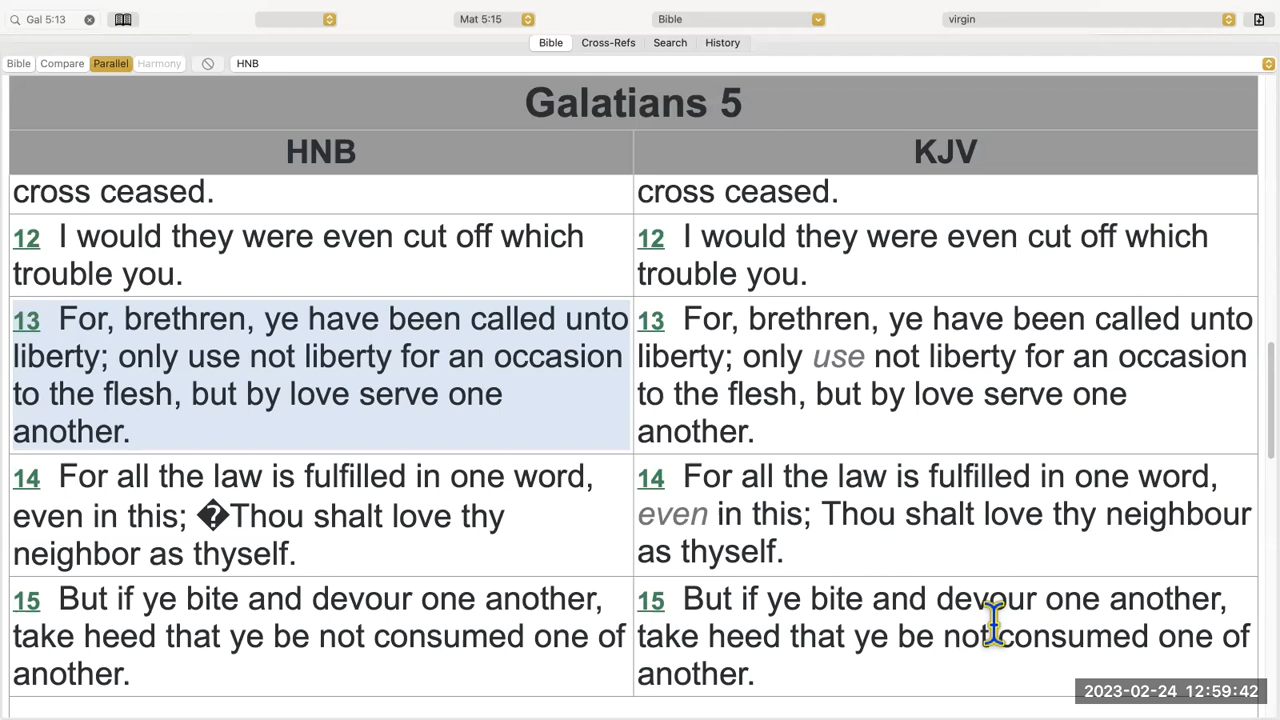 Gal 5:13 Mat 5:15 Bible virgin
Bible Cross-Refs Search History
Bible Compare Parallel Harmony HNB
Galatians 5
HNB
cross ceased.
12 I would they were even cut off which
trouble you.
13 For, brethren, ye have been called unto
liberty; only use not liberty for an occasion
to the flesh, but by love serve one
another.
14 For all the law is fulfilled in one word,
even in this; �Thou shalt love thy
neighbor as thyself.
15 But if ye bite and devour one another,
take heed that ye be not consumed one of
another.
KJV
cross ceased.
12 I would they were even cut off which
trouble you.
13 For, brethren, ye have been called unto
liberty; only use not liberty for an occasion
to the flesh, but by love serve one
another.
14 For all the law is fulfilled in one word,
even in this; Thou shalt love thy neighbour
as thyself.
15 But if ye bite and devour one another,
take heed that ye be not consumed one of
another.
2023-02-24 12:59:42